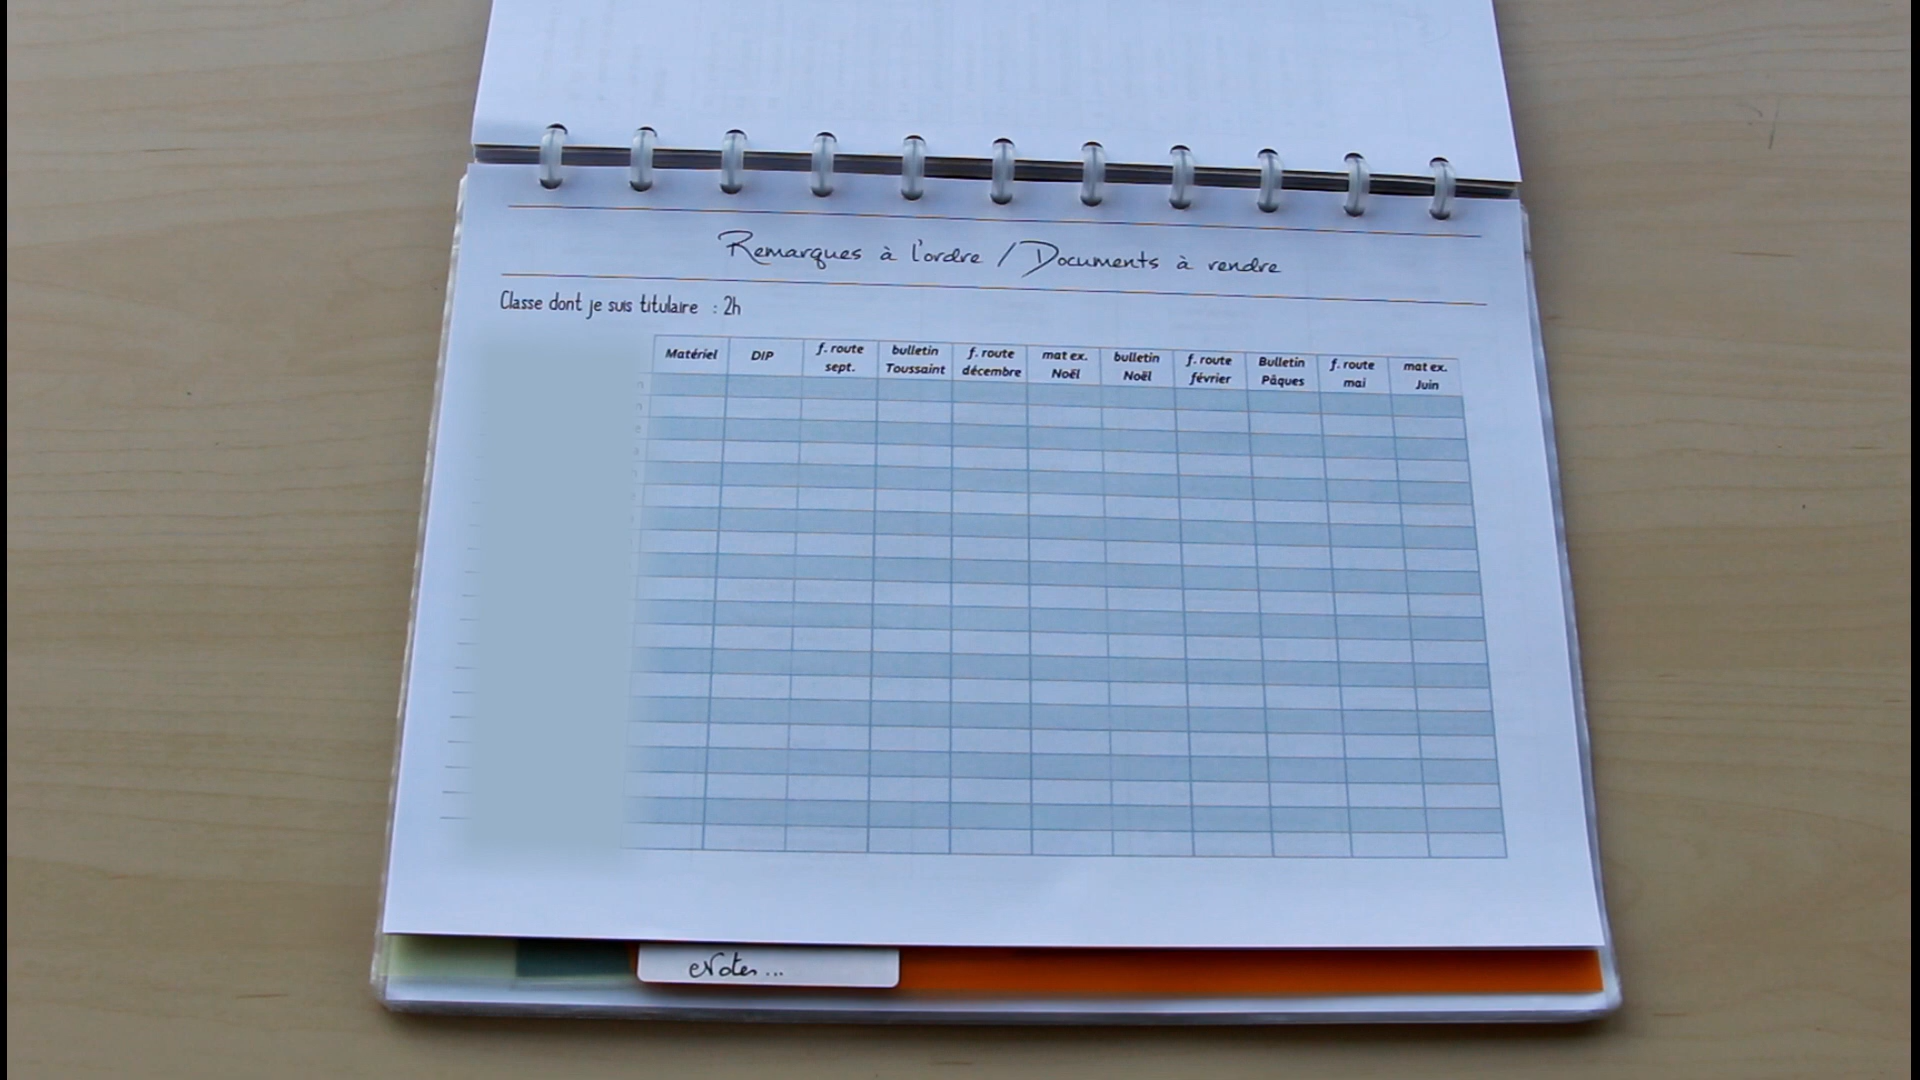 Remarques à l'ordre / Documents à rendre
Classe dont je suis titulaire : 2h
Matériel
DIP
f. route
sept.
bulletin
Toussaint
f. route
décembre
mat ex.
Noël
bulletin
Noël
f. route
février
Bulletin
Pâques
f. route
mai
mat ex.
Juin
Notes...